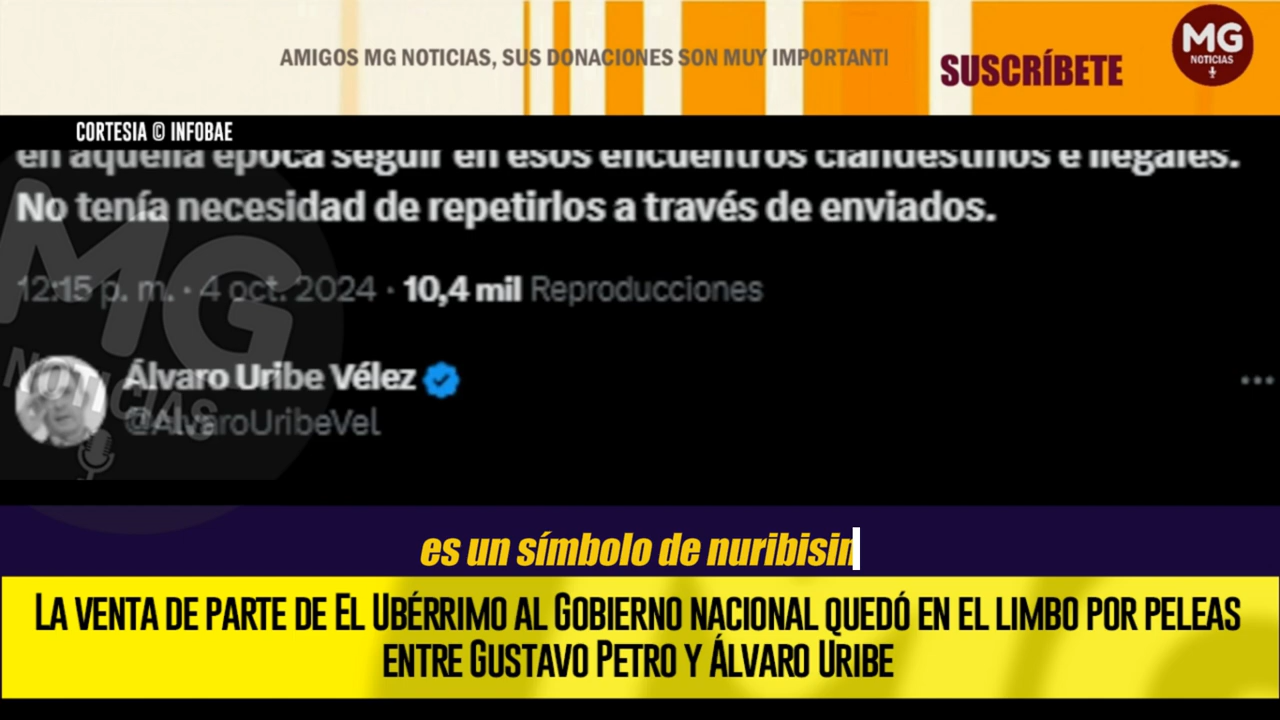 AMIGOS MG NOTICIAS, SUS DONACIONES SON MUY IMPORTANTI
SUSCRÍBETE
MG
NOTICIAS
CORTESIA © INFOBAE
en aquella época seguir en esos encuentros clandestinos e ilegales.
No tenía necesidad de repetirlos a través de enviados.
12:15 p. m. · 4 oct. 2024 · 10,4 mil Reproducciones
MG
NOTICIAS
Álvaro Uribe Vélez
@AlvaroUribeVel
es un símbolo de nuribisin
LA VENTA DE PARTE DE EL UBÉRRIMO AL GOBIERNO NACIONAL QUEDÓ EN EL LIMBO POR PELEAS
ENTRE GUSTAVO PETRO Y ÁLVARO URIBE